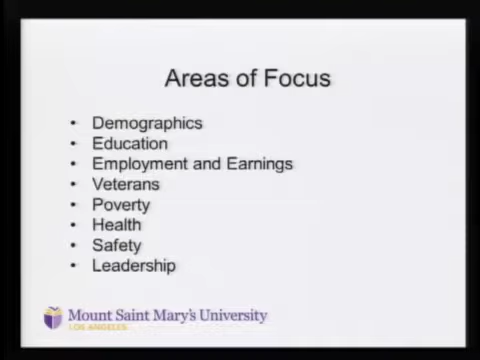 Areas of Focus
• Demographics
• Education
• Employment and Earnings
• Veterans
• Poverty
• Health
• Safety
• Leadership
Mount Saint Mary's University
LOS ANGELES